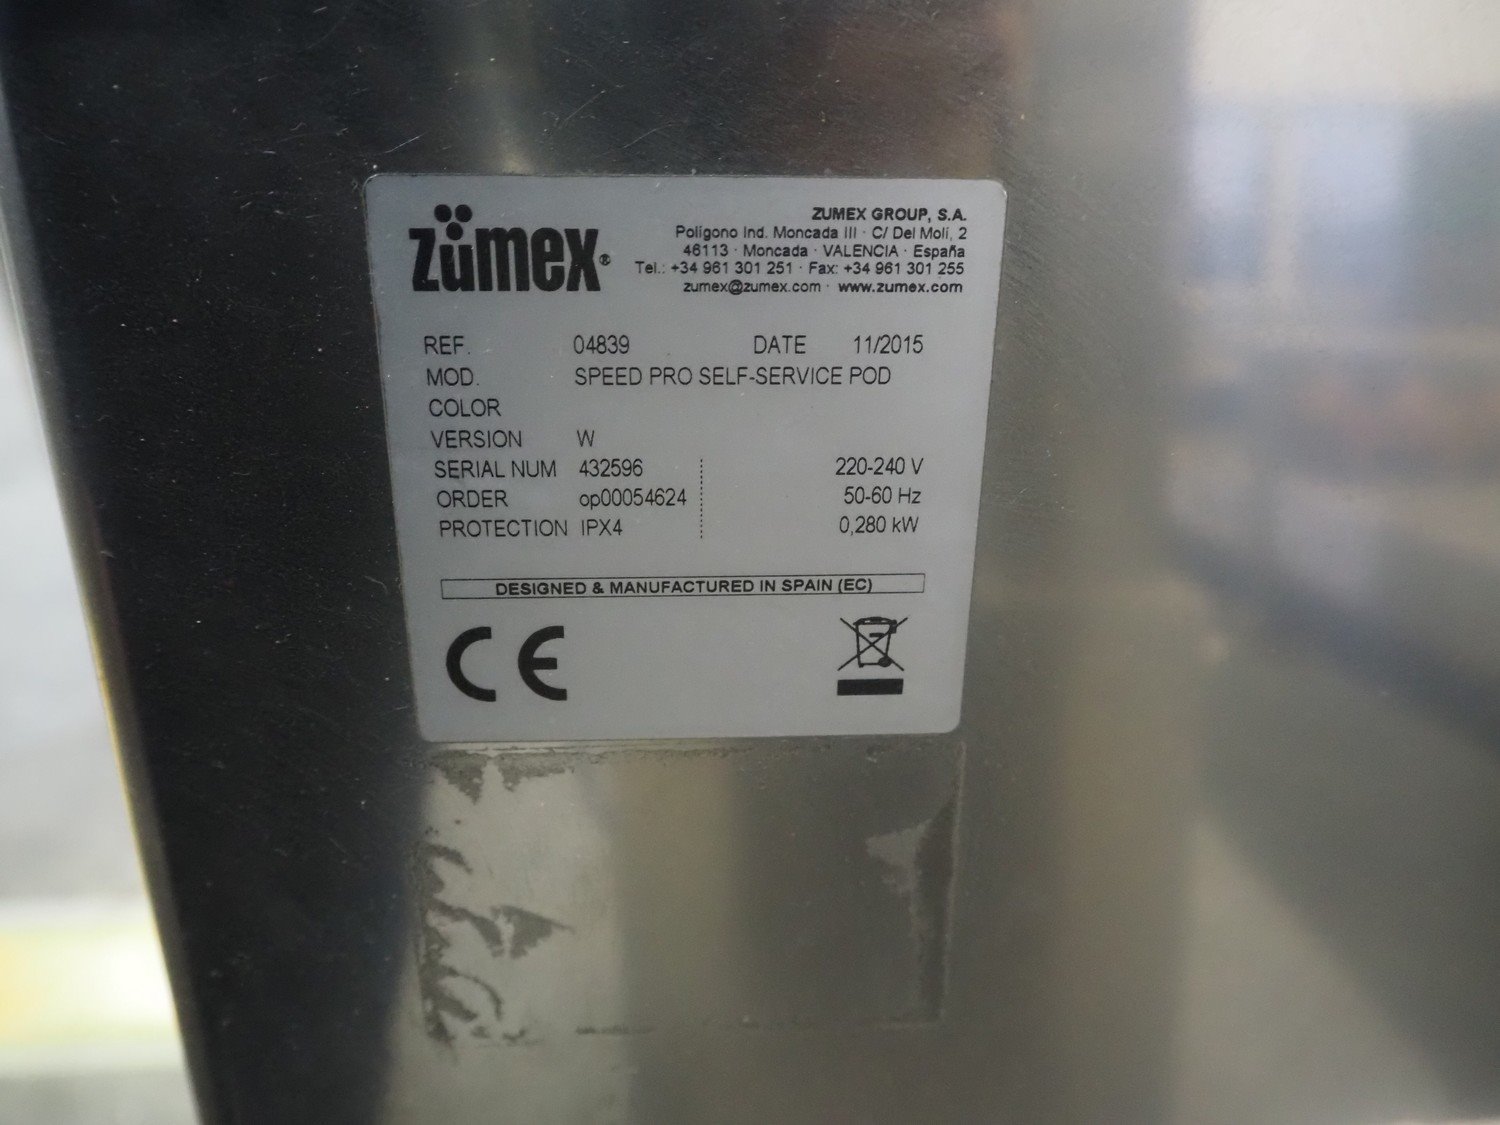 zümex®
ZUMEX GROUP, S.A.
Polígono Ind. Moncada III · C/ Del Molí, 2
46113 · Moncada · VALENCIA · España
Tel.: +34 961 301 251 · Fax: +34 961 301 255
zumex@zumex.com · www.zumex.com
REF. 04839 DATE 11/2015
MOD. SPEED PRO SELF-SERVICE POD
COLOR
VERSION W
SERIAL NUM 432596 220-240 V
ORDER op00054624 50-60 Hz
PROTECTION IPX4 0,280 kW
DESIGNED & MANUFACTURED IN SPAIN (EC)
CE